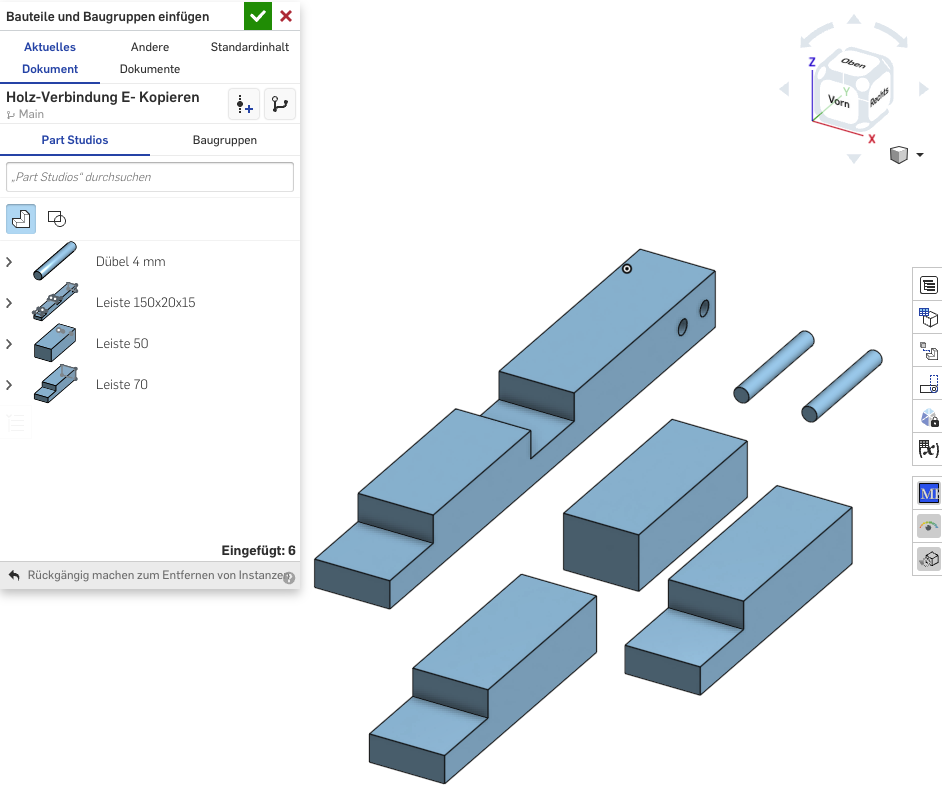 Bauteile und Baugruppen einfügen
Aktuelles Dokument
Andere Dokumente
Standardinhalt
Holz-Verbindung E- Kopieren
Main
Part Studios
Baugruppen
„Part Studios“ durchsuchen
Dübel 4 mm
Leiste 150x20x15
Leiste 50
Leiste 70
Eingefügt: 6
Rückgängig machen zum Entfernen von
?
Oben
Vorn
Rechts
Z
Y
X
(x)